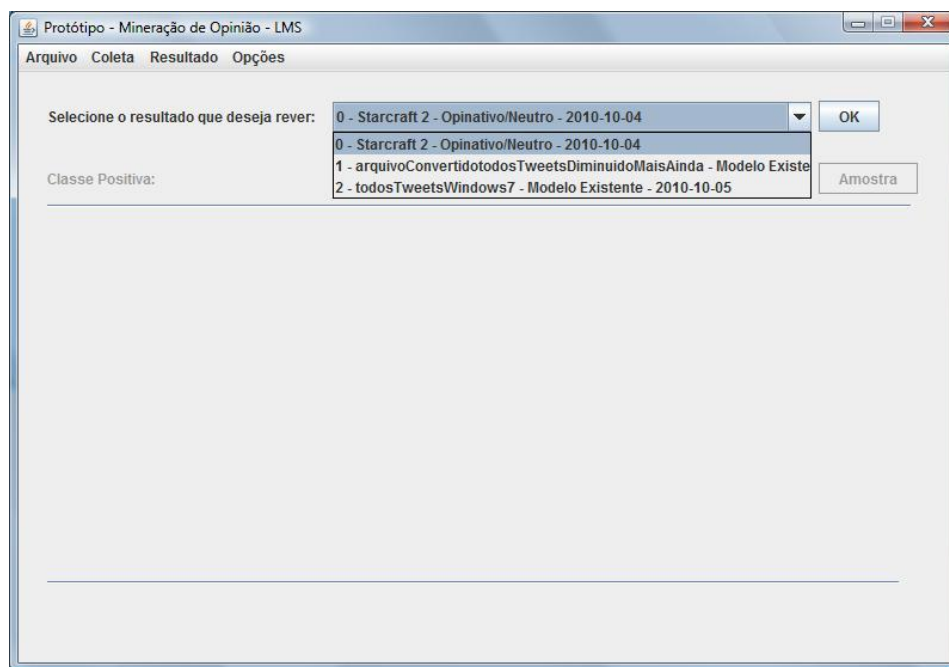 Protótipo - Mineração de Opinião - LMS
Arquivo Coleta Resultado Opções
Selecione o resultado que deseja rever: 0 - Starcraft 2 - Opinativo/Neutro - 2010-10-04 OK
0 - Starcraft 2 - Opinativo/Neutro - 2010-10-04
1 - arquivoConvertidotodosTweetsDiminuidoMaisAinda - Modelo Existe
Classe Positiva: Amostra
2 - todosTweetsWindows7 - Modelo Existente - 2010-10-05